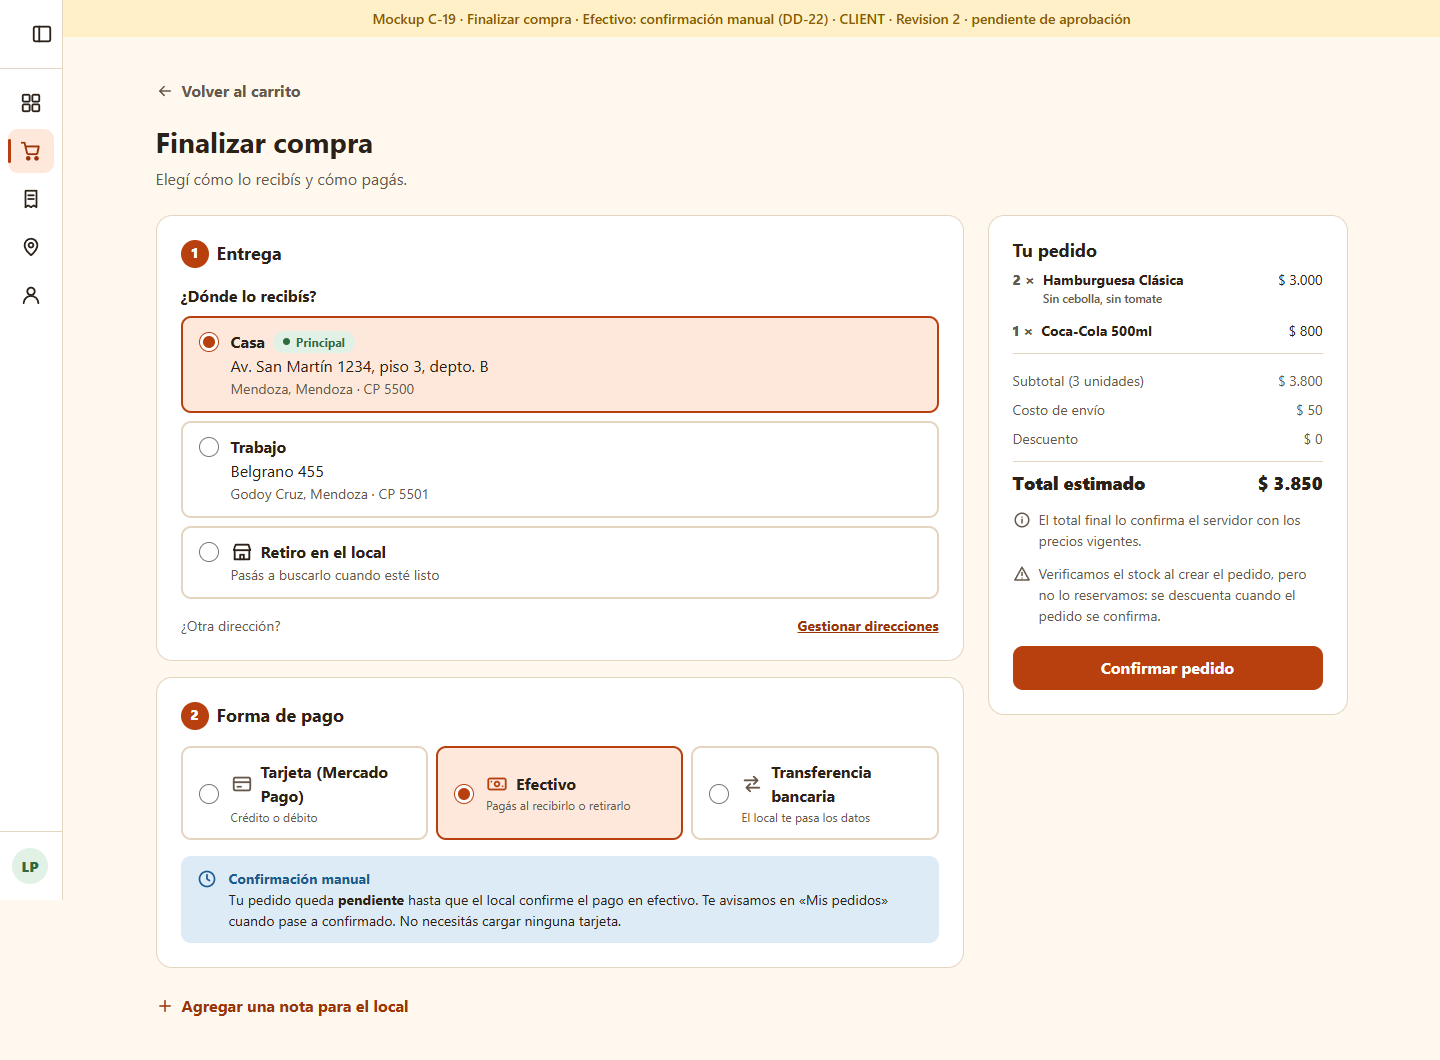 Mockup C-19 · Finalizar compra · Efectivo: confirmación manual (DD-22) · CLIENT · Revision 2 · pendiente de aprobación
Volver al carrito
Finalizar compra
Elegí cómo lo recibís y cómo pagás.
1 Entrega
¿Dónde lo recibís?
Casa Principal
Av. San Martín 1234, piso 3, depto. B
Mendoza, Mendoza · CP 5500
Trabajo
Belgrano 455
Godoy Cruz, Mendoza · CP 5501
Retiro en el local
Pasás a buscarlo cuando esté listo
¿Otra dirección? Gestionar direcciones
2 Forma de pago
Tarjeta (Mercado
Pago)
Crédito o débito
Efectivo
Pagás al recibirlo o retirarlo
Transferencia
bancaria
El local te pasa los datos
Confirmación manual
Tu pedido queda pendiente hasta que el local confirme el pago en efectivo. Te avisamos en «Mis pedidos»
cuando pase a confirmado. No necesitás cargar ninguna tarjeta.
Agregar una nota para el local
Tu pedido
2 × Hamburguesa Clásica $ 3.000
Sin cebolla, sin tomate
1 × Coca-Cola 500ml $ 800
Subtotal (3 unidades) $ 3.800
Costo de envío $ 50
Descuento $ 0
Total estimado $ 3.850
El total final lo confirma el servidor con los
precios vigentes.
Verificamos el stock al crear el pedido, pero
no lo reservamos: se descuenta cuando el
pedido se confirma.
Confirmar pedido
LP